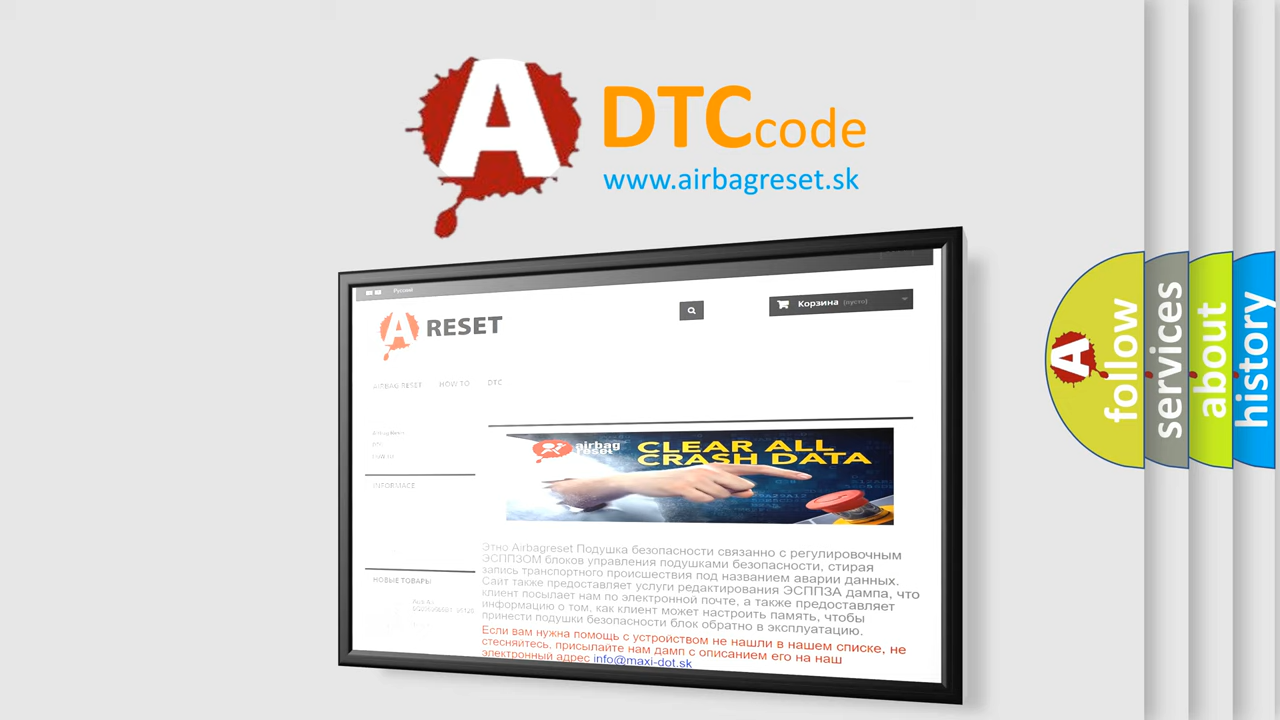 A
DTC code
www.airbagreset.sk
Русский
A RESET
Корзина (пусто)
AIRBAG RESET HOW TO DTC
DTC
INFORMACE
airbag
reset
CLEAR ALL
CRASH DATA
Этно Airbagreset Подушка безопасности связанно с регулировочным
ЭСППЗОМ блоков управления подушками безопасности, стирая
запись транспортного происшествия под названием аварии данных.
Сайт также предоставляет услуги редактирования ЭСППЗА дампа, что
клиент посылает нам по электронной почте, а также предоставляет
информацию о том, как клиент может настроить память, чтобы
принести подушки безопасности блок обратно в эксплуатацию.
Если вам нужна помощь с устройством не нашли в нашем списке, не
стесняйтесь, присылайте нам дамп с описанием его на наш
электронный адрес info@maxi-dot.sk
НОВЫЕ ТОВАРЫ
A
follow
services
about
history